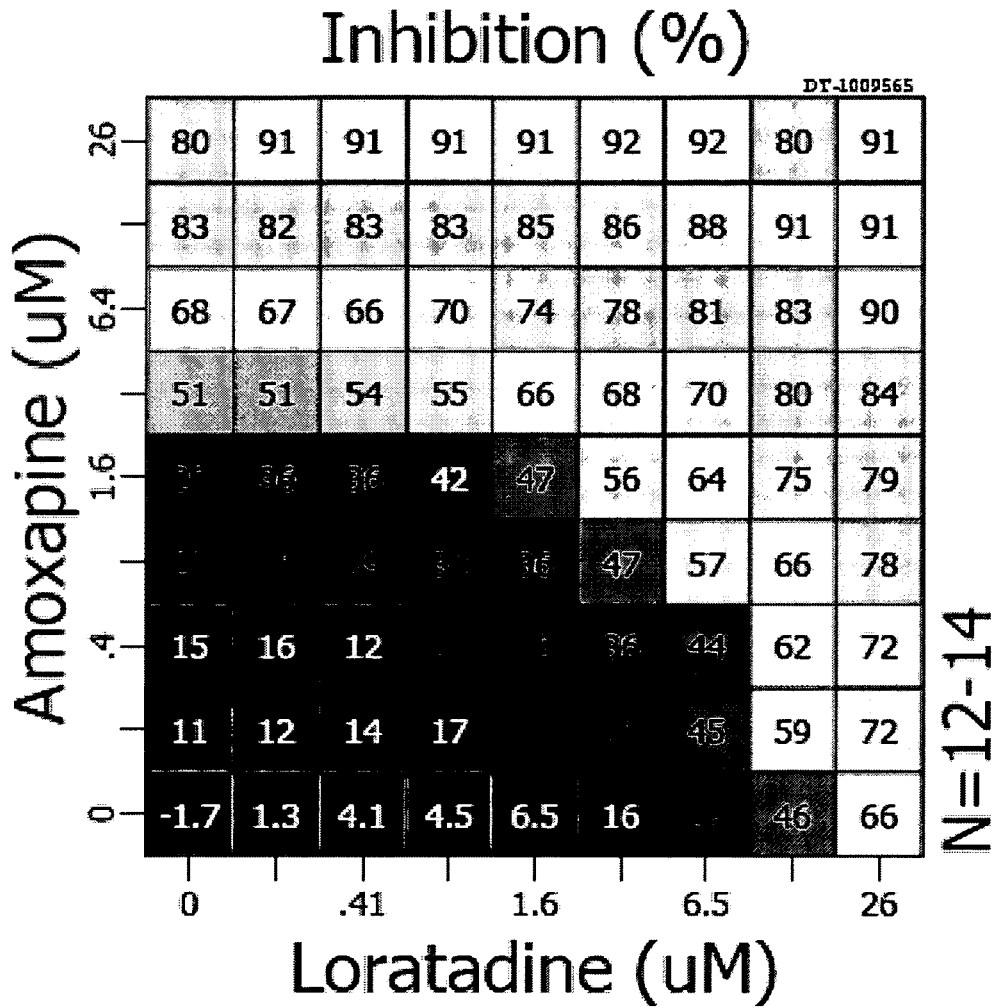 Inhibition (%)
DT-1009565
Amoxapine (uM)
26 80 91 91 91 91 92 92 80 91
83 82 83 83 85 86 88 91 91
6.4 68 67 66 70 74 78 81 83 90
51 51 54 55 66 68 70 80 84
1.6 36 36 42 47 56 64 75 79
36 47 57 66 78
.4 15 16 12 36 44 62 72
11 12 14 17 45 59 72
0 -1.7 1.3 4.1 4.5 6.5 16 46 66
0 .41 1.6 6.5 26
Loratadine (uM)
N=12-14